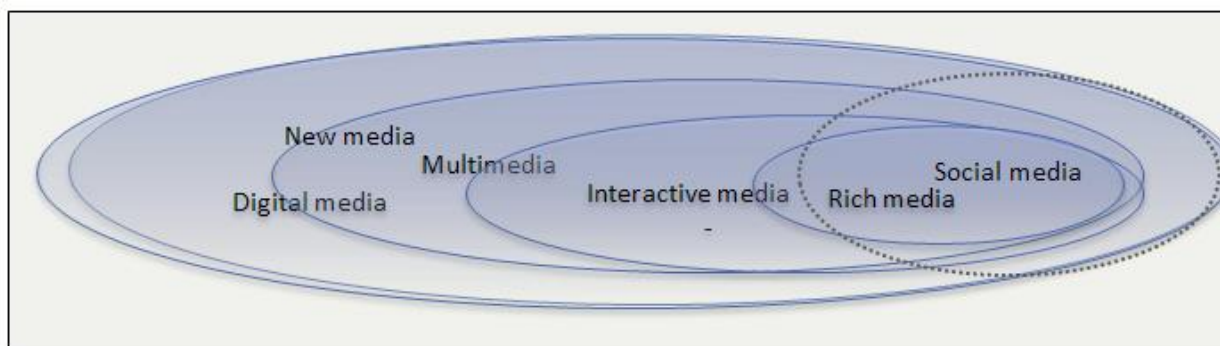 New media
Multimedia
Social media
Digital media
Interactive media
Rich media
-